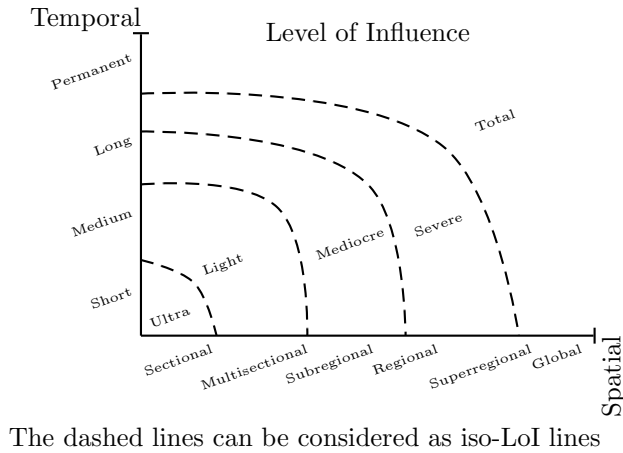 Temporal
Level of Influence
Permanent
Total
Long
Medium
Severe
Mediocre
Light
Short
Ultra
Sectional
Multisectional
Subregional
Regional
Superregional
Global
Spatial
The dashed lines can be considered as iso-LoI lines